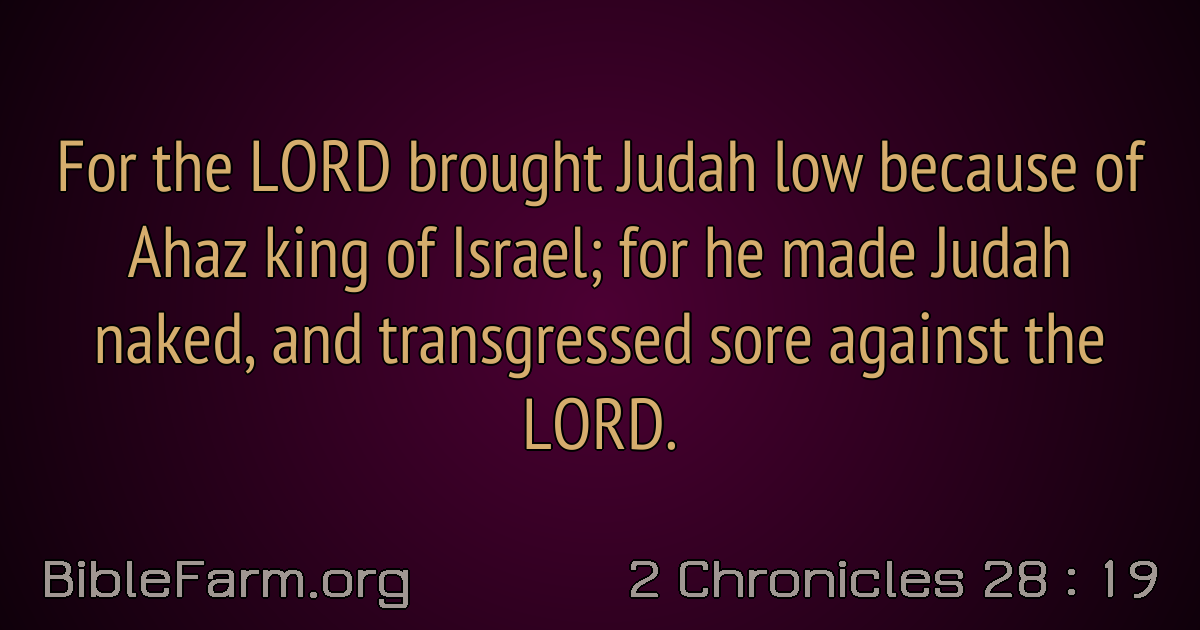 For the LORD brought Judah low because of
Ahaz king of Israel; for he made Judah
naked, and transgressed sore against the
LORD.
BibleFarm.org
2 Chronicles 28 : 19